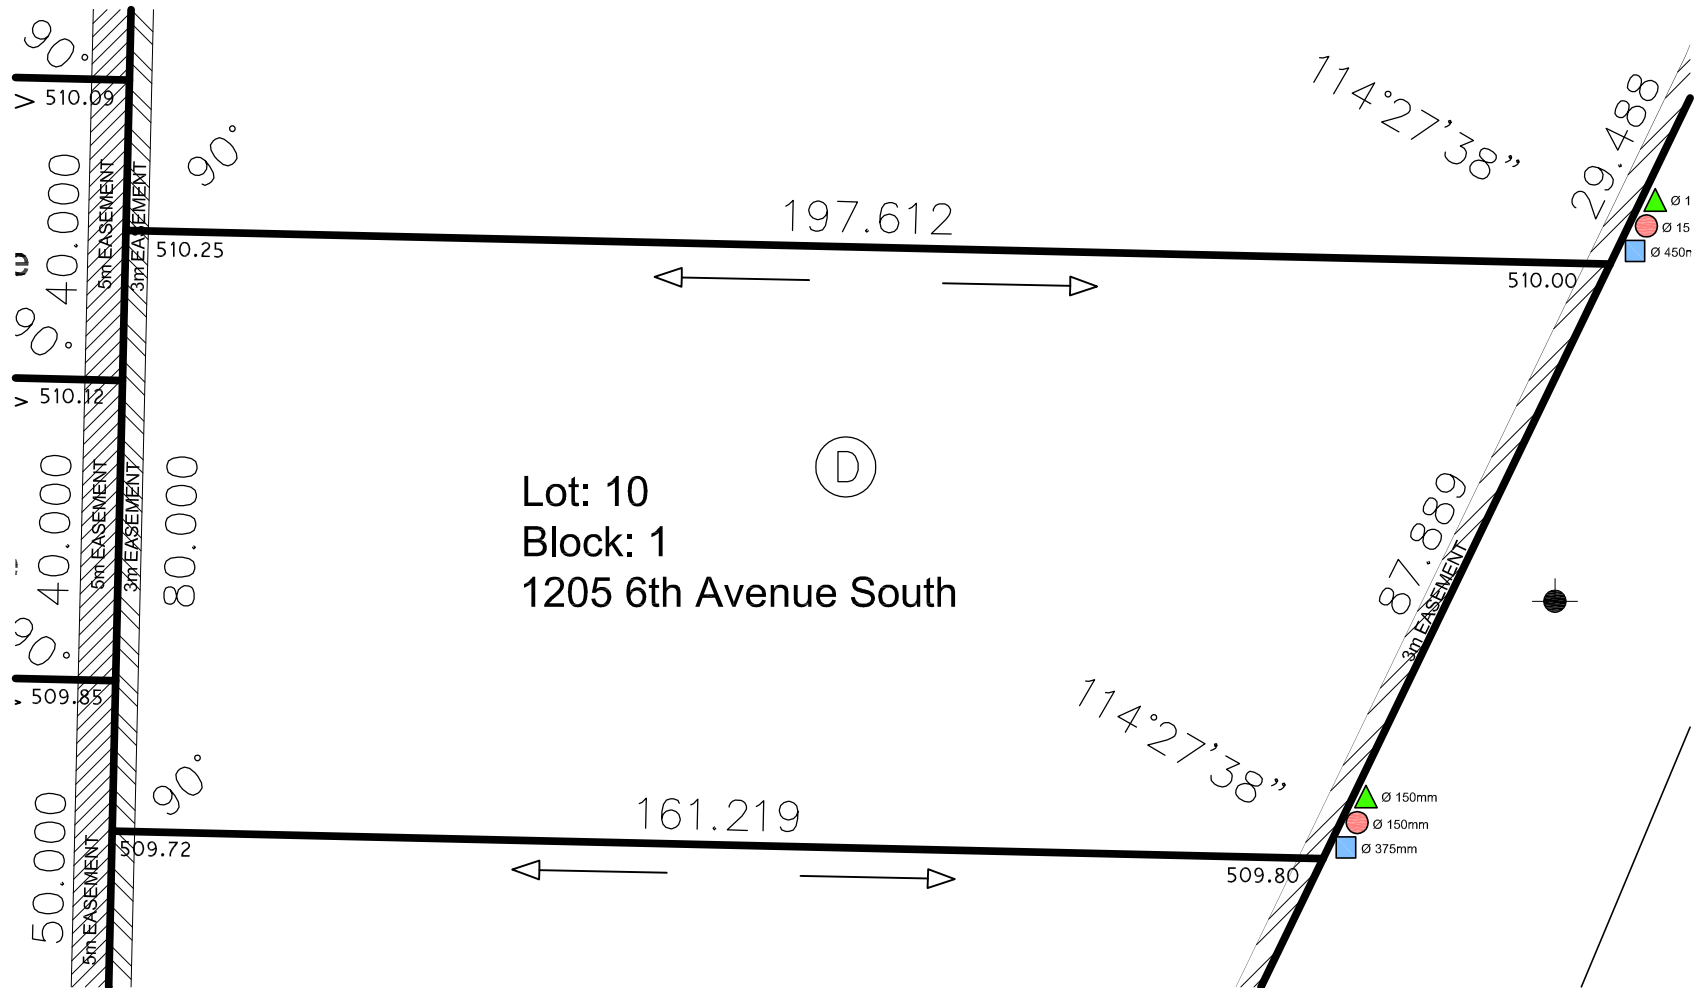 90°
510.09
90°
114°27'38"
29.488
40.000
5m EASEMENT
3m EASEMENT
197.612
Ø 1
Ø 15
Ø 450m
510.25
510.00
90°
510.12
D
Lot: 10
Block: 1
1205 6th Avenue South
40.000
5m EASEMENT
3m EASEMENT
80.000
87.889
3m EASEMENT
90°
509.85
114°27'38"
90°
161.219
Ø 150mm
Ø 150mm
Ø 375mm
509.72
509.80
50.000
5m EASEMENT